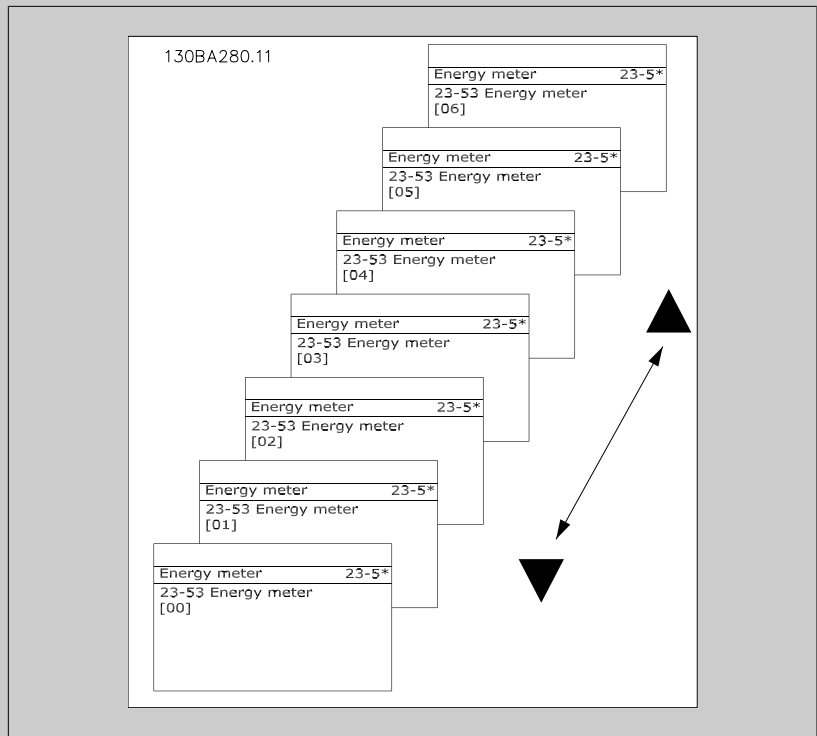 130BA280.11
Energy meter 23-5*
23-53 Energy meter
[06]
Energy meter 23-5*
23-53 Energy meter
[05]
Energy meter 23-5*
23-53 Energy meter
[04]
Energy meter 23-5*
23-53 Energy meter
[03]
Energy meter 23-5*
23-53 Energy meter
[02]
Energy meter 23-5*
23-53 Energy meter
[01]
Energy meter 23-5*
23-53 Energy meter
[00]